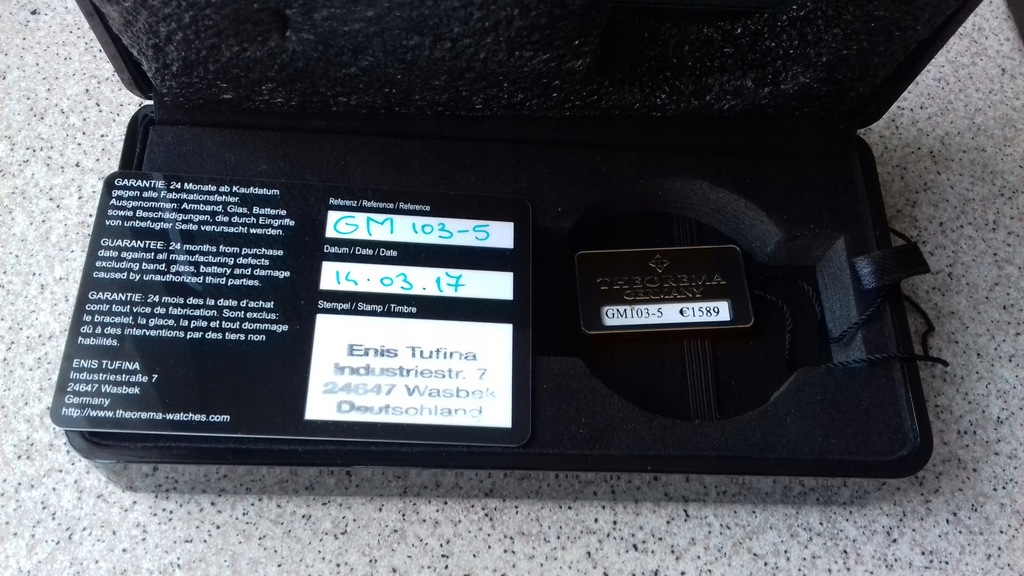 GARANTIE: 24 Monate ab Kaufdatum
gegen alle Fabrikationsfehler.
Ausgenommen: Armband, Glas, Batterie
sowie Beschädigungen, die durch Eingriffe
von unbefugter Seite verursacht werden.
GUARANTEE: 24 months from purchase
date against all manufacturing defects
excluding band, glass, battery and damage
caused by unauthorized third parties.
GARANTIE: 24 mois des la date d'achat
contr tout vice de fabrication. Sont exclus:
le bracelet, la glace, la pile et tout dommage
dû à des interventions par des tiers non
habilités.
ENIS TUFINA
Industriestraße 7
24647 Wasbek
Germany
http://www.theorema-watches.com
Referenz / Reference / Reference
GM 103-5
Datum / Date / Date
14.03.17
Stempel / Stamp / Timbre
Enis Tufina
Industriestr. 7
24647 Wasbek
Deutschland
THEOREMA
GERMANY
GM103-5 €1589